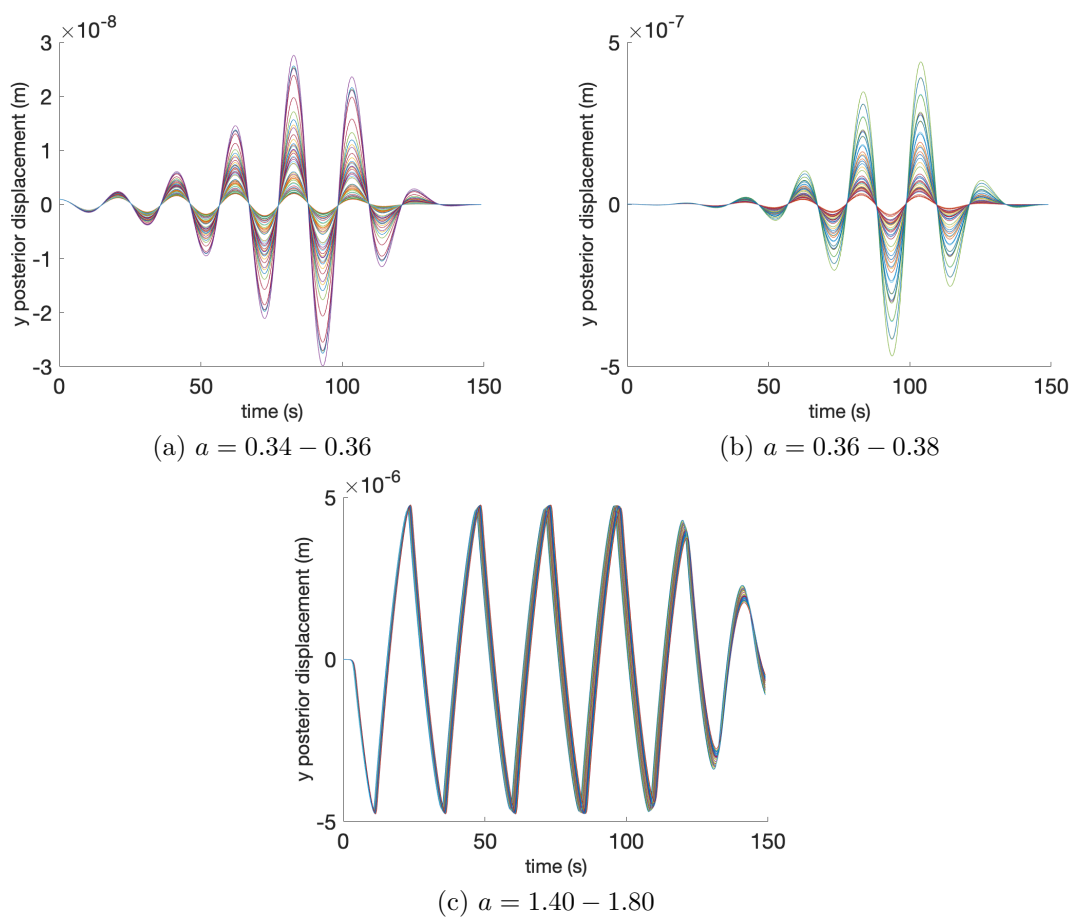 ×10⁻⁸
3
2
1
0
-1
-2
-3
y posterior displacement (m)
0 50 100 150
time (s)
(a) a = 0.34 − 0.36
×10⁻⁷
5
0
-5
y posterior displacement (m)
0 50 100 150
time (s)
(b) a = 0.36 − 0.38
×10⁻⁶
5
0
-5
y posterior displacement (m)
0 50 100 150
time (s)
(c) a = 1.40 − 1.80